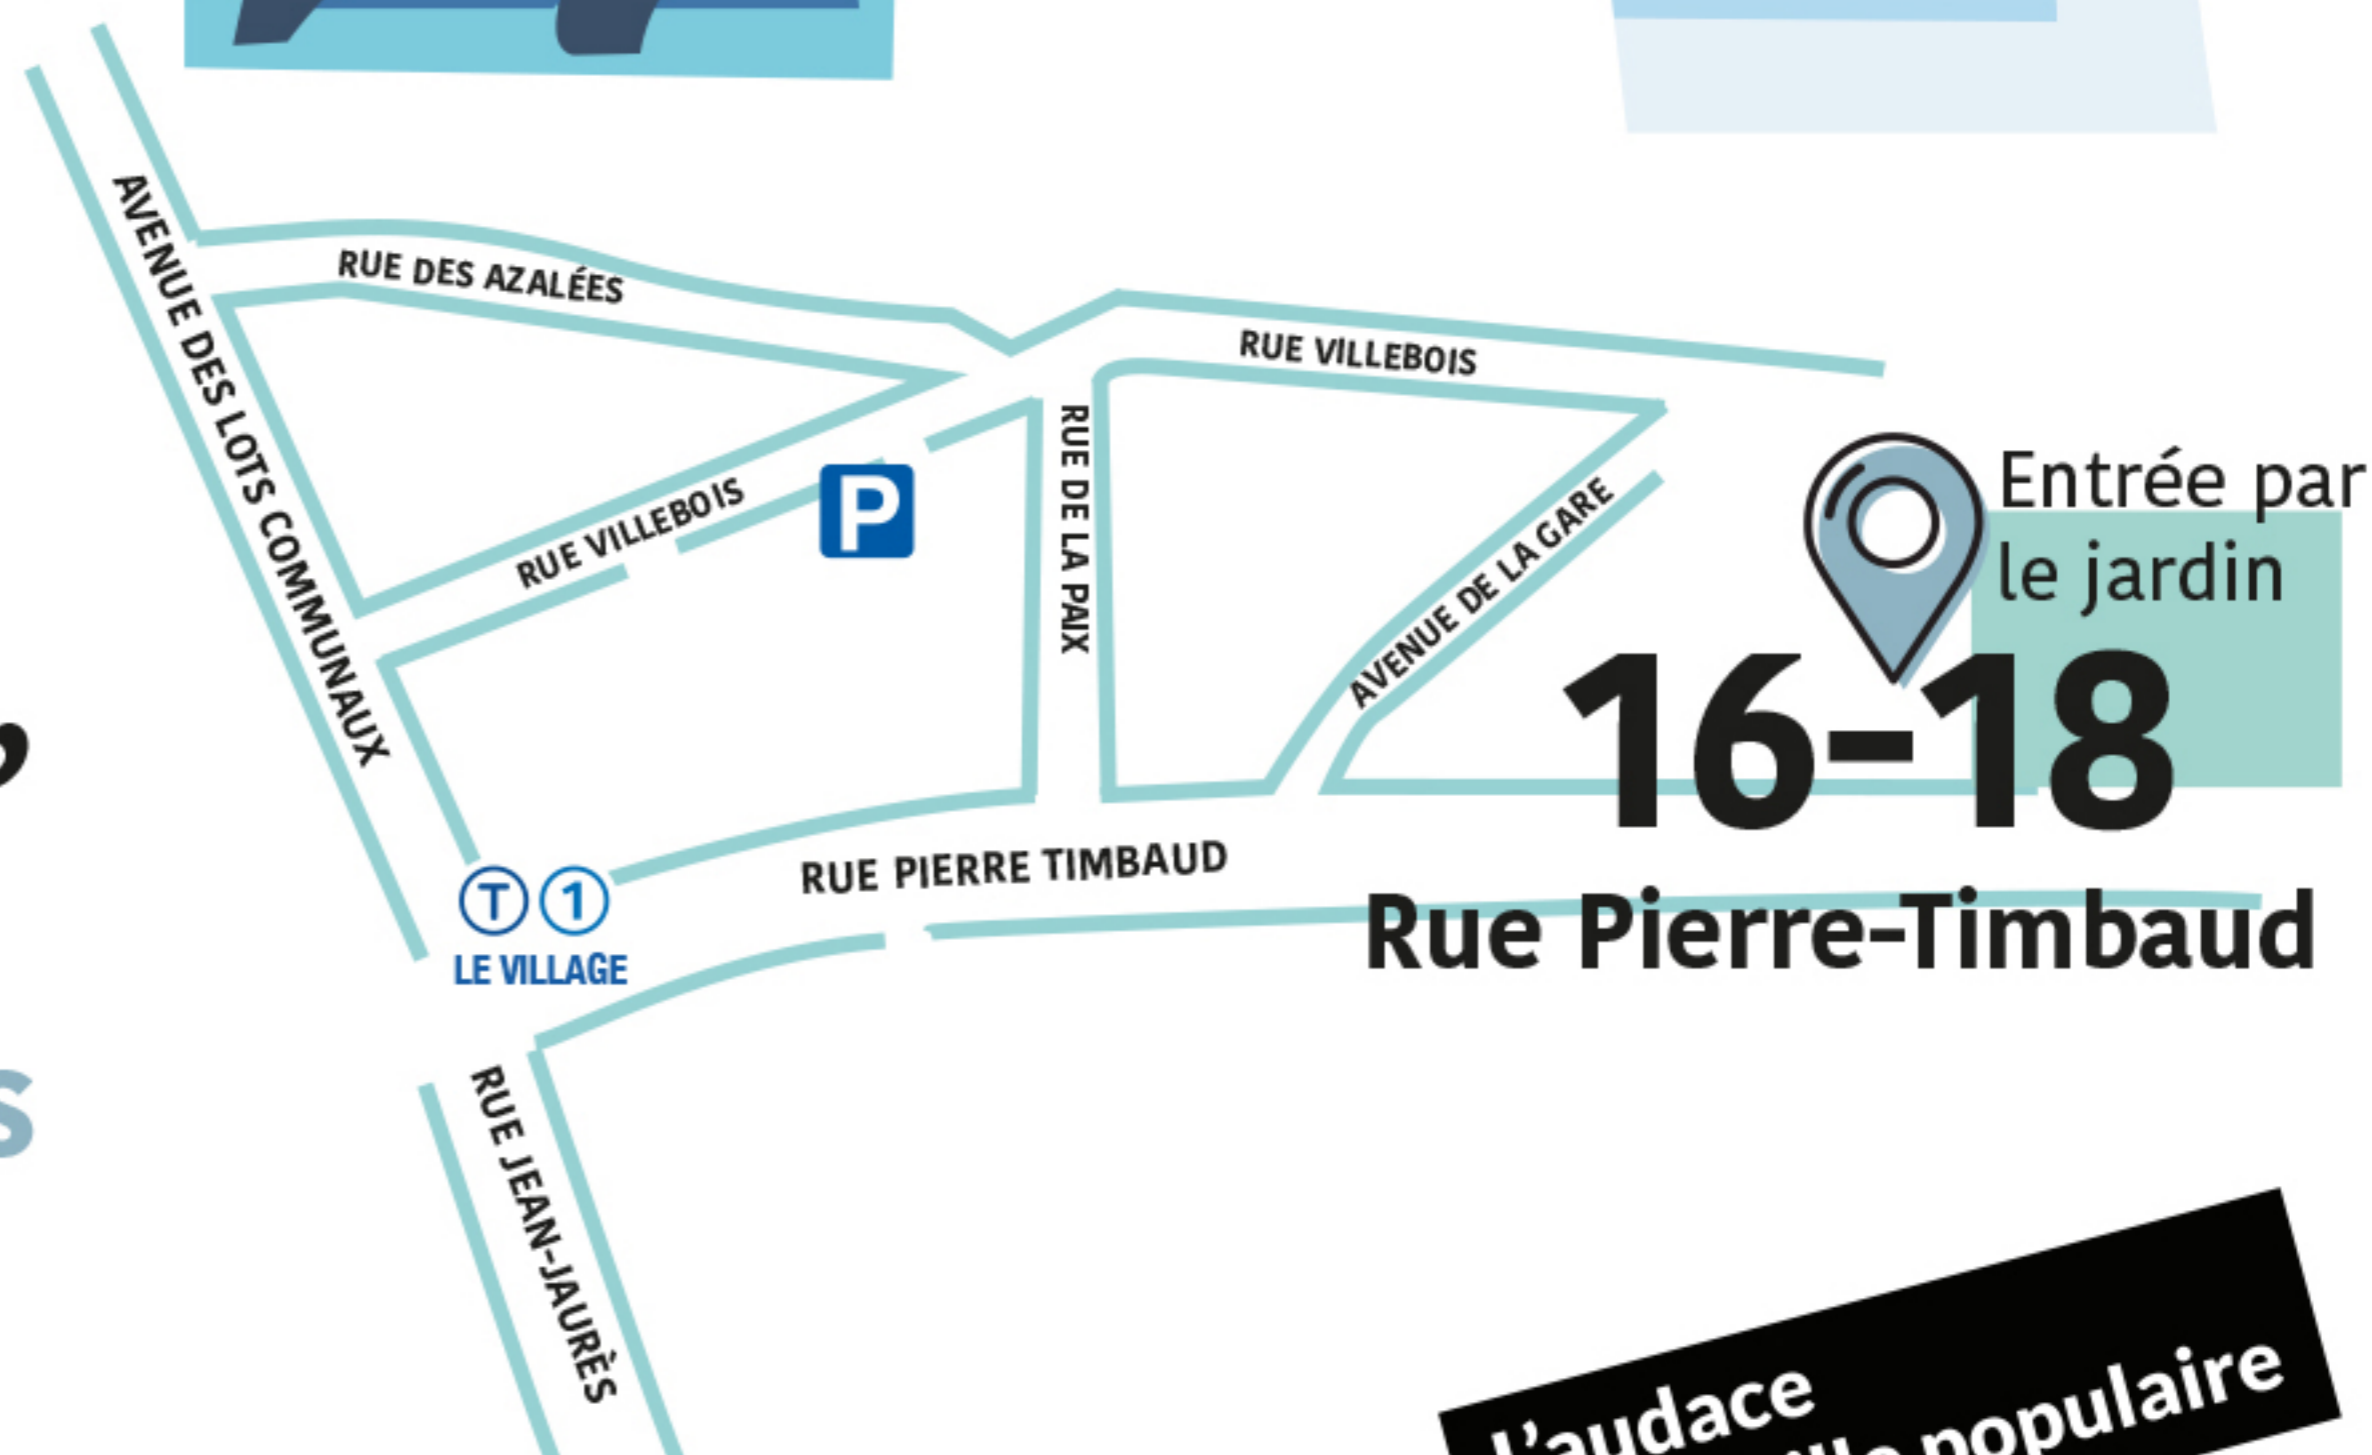 AVENUE DES LOTS COMMUNAUX
RUE DES AZALÉES
RUE VILLEBOIS
RUE VILLEBOIS
P
RUE DE LA PAIX
AVENUE DE LA GARE
Entrée par
le jardin
16-18
Rue Pierre-Timbaud
RUE PIERRE TIMBAUD
T 1
LE VILLAGE
,
s
RUE JEAN-JAURÈS
l'audace
populaire